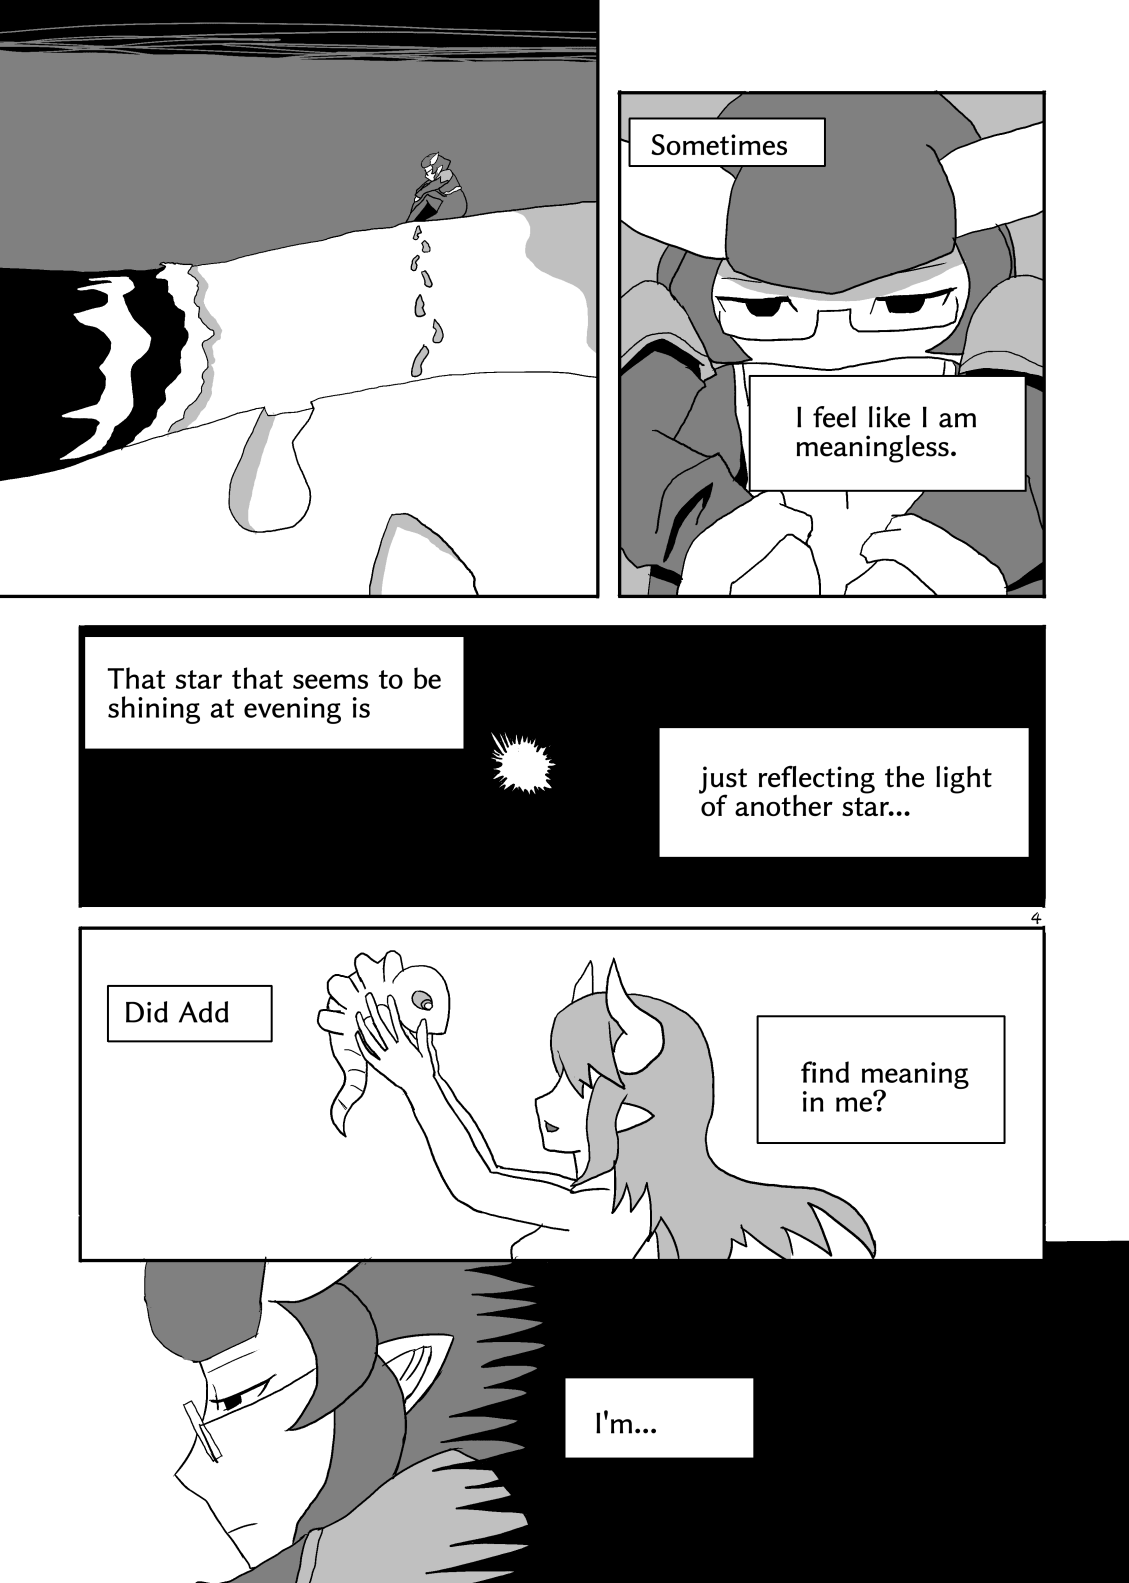 Sometimes
I feel like I am
meaningless.
That star that seems to be
shining at evening is
just reflecting the light
of another star...
4
Did Add
find meaning
in me?
I'm...